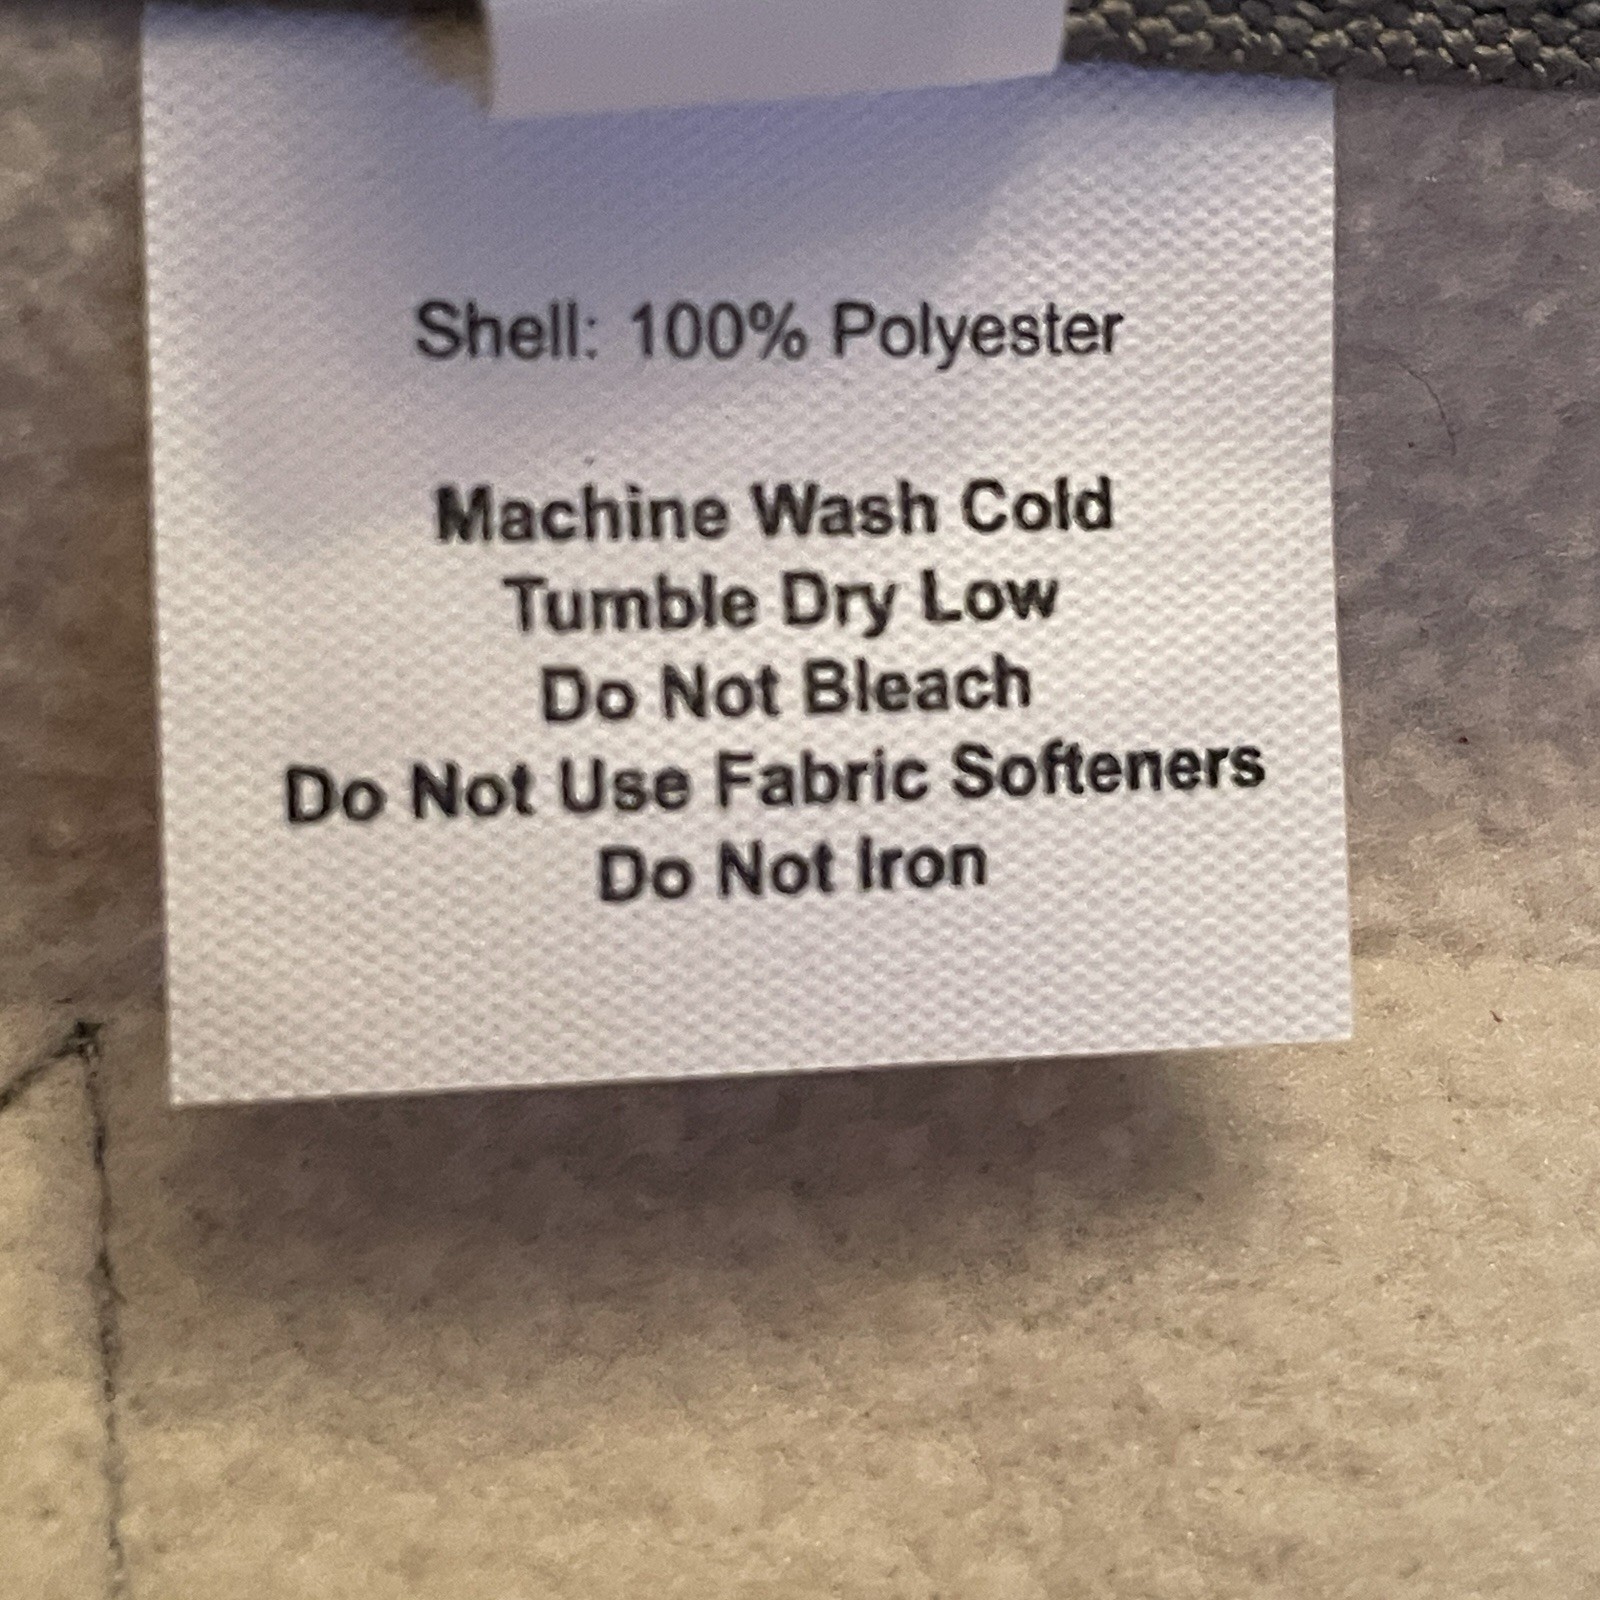 Shell: 100% Polyester
Machine Wash Cold
Tumble Dry Low
Do Not Bleach
Do Not Use Fabric Softeners
Do Not Iron